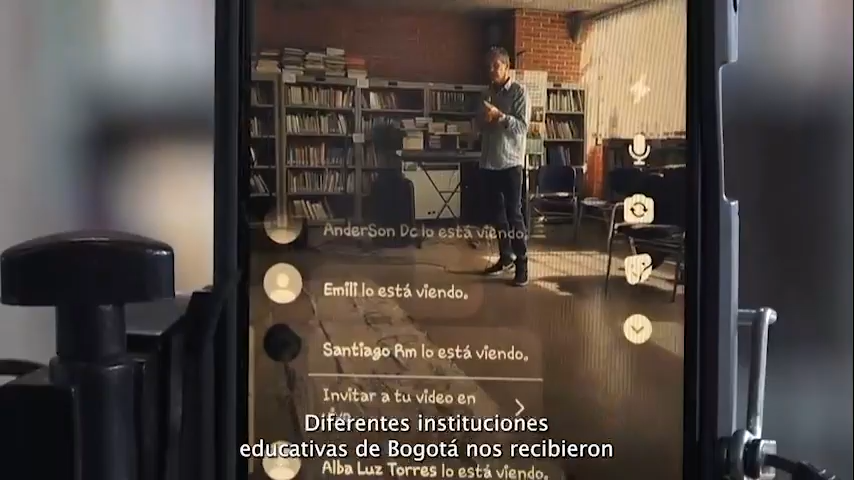 AnderSon Dc lo está viendo.
Emili lo está viendo.
Santiago Rm lo está viendo.
Invitar a tu video en
Diferentes instituciones
educativas de Bogotá nos recibieron
Alba Luz Torres lo está viendo.